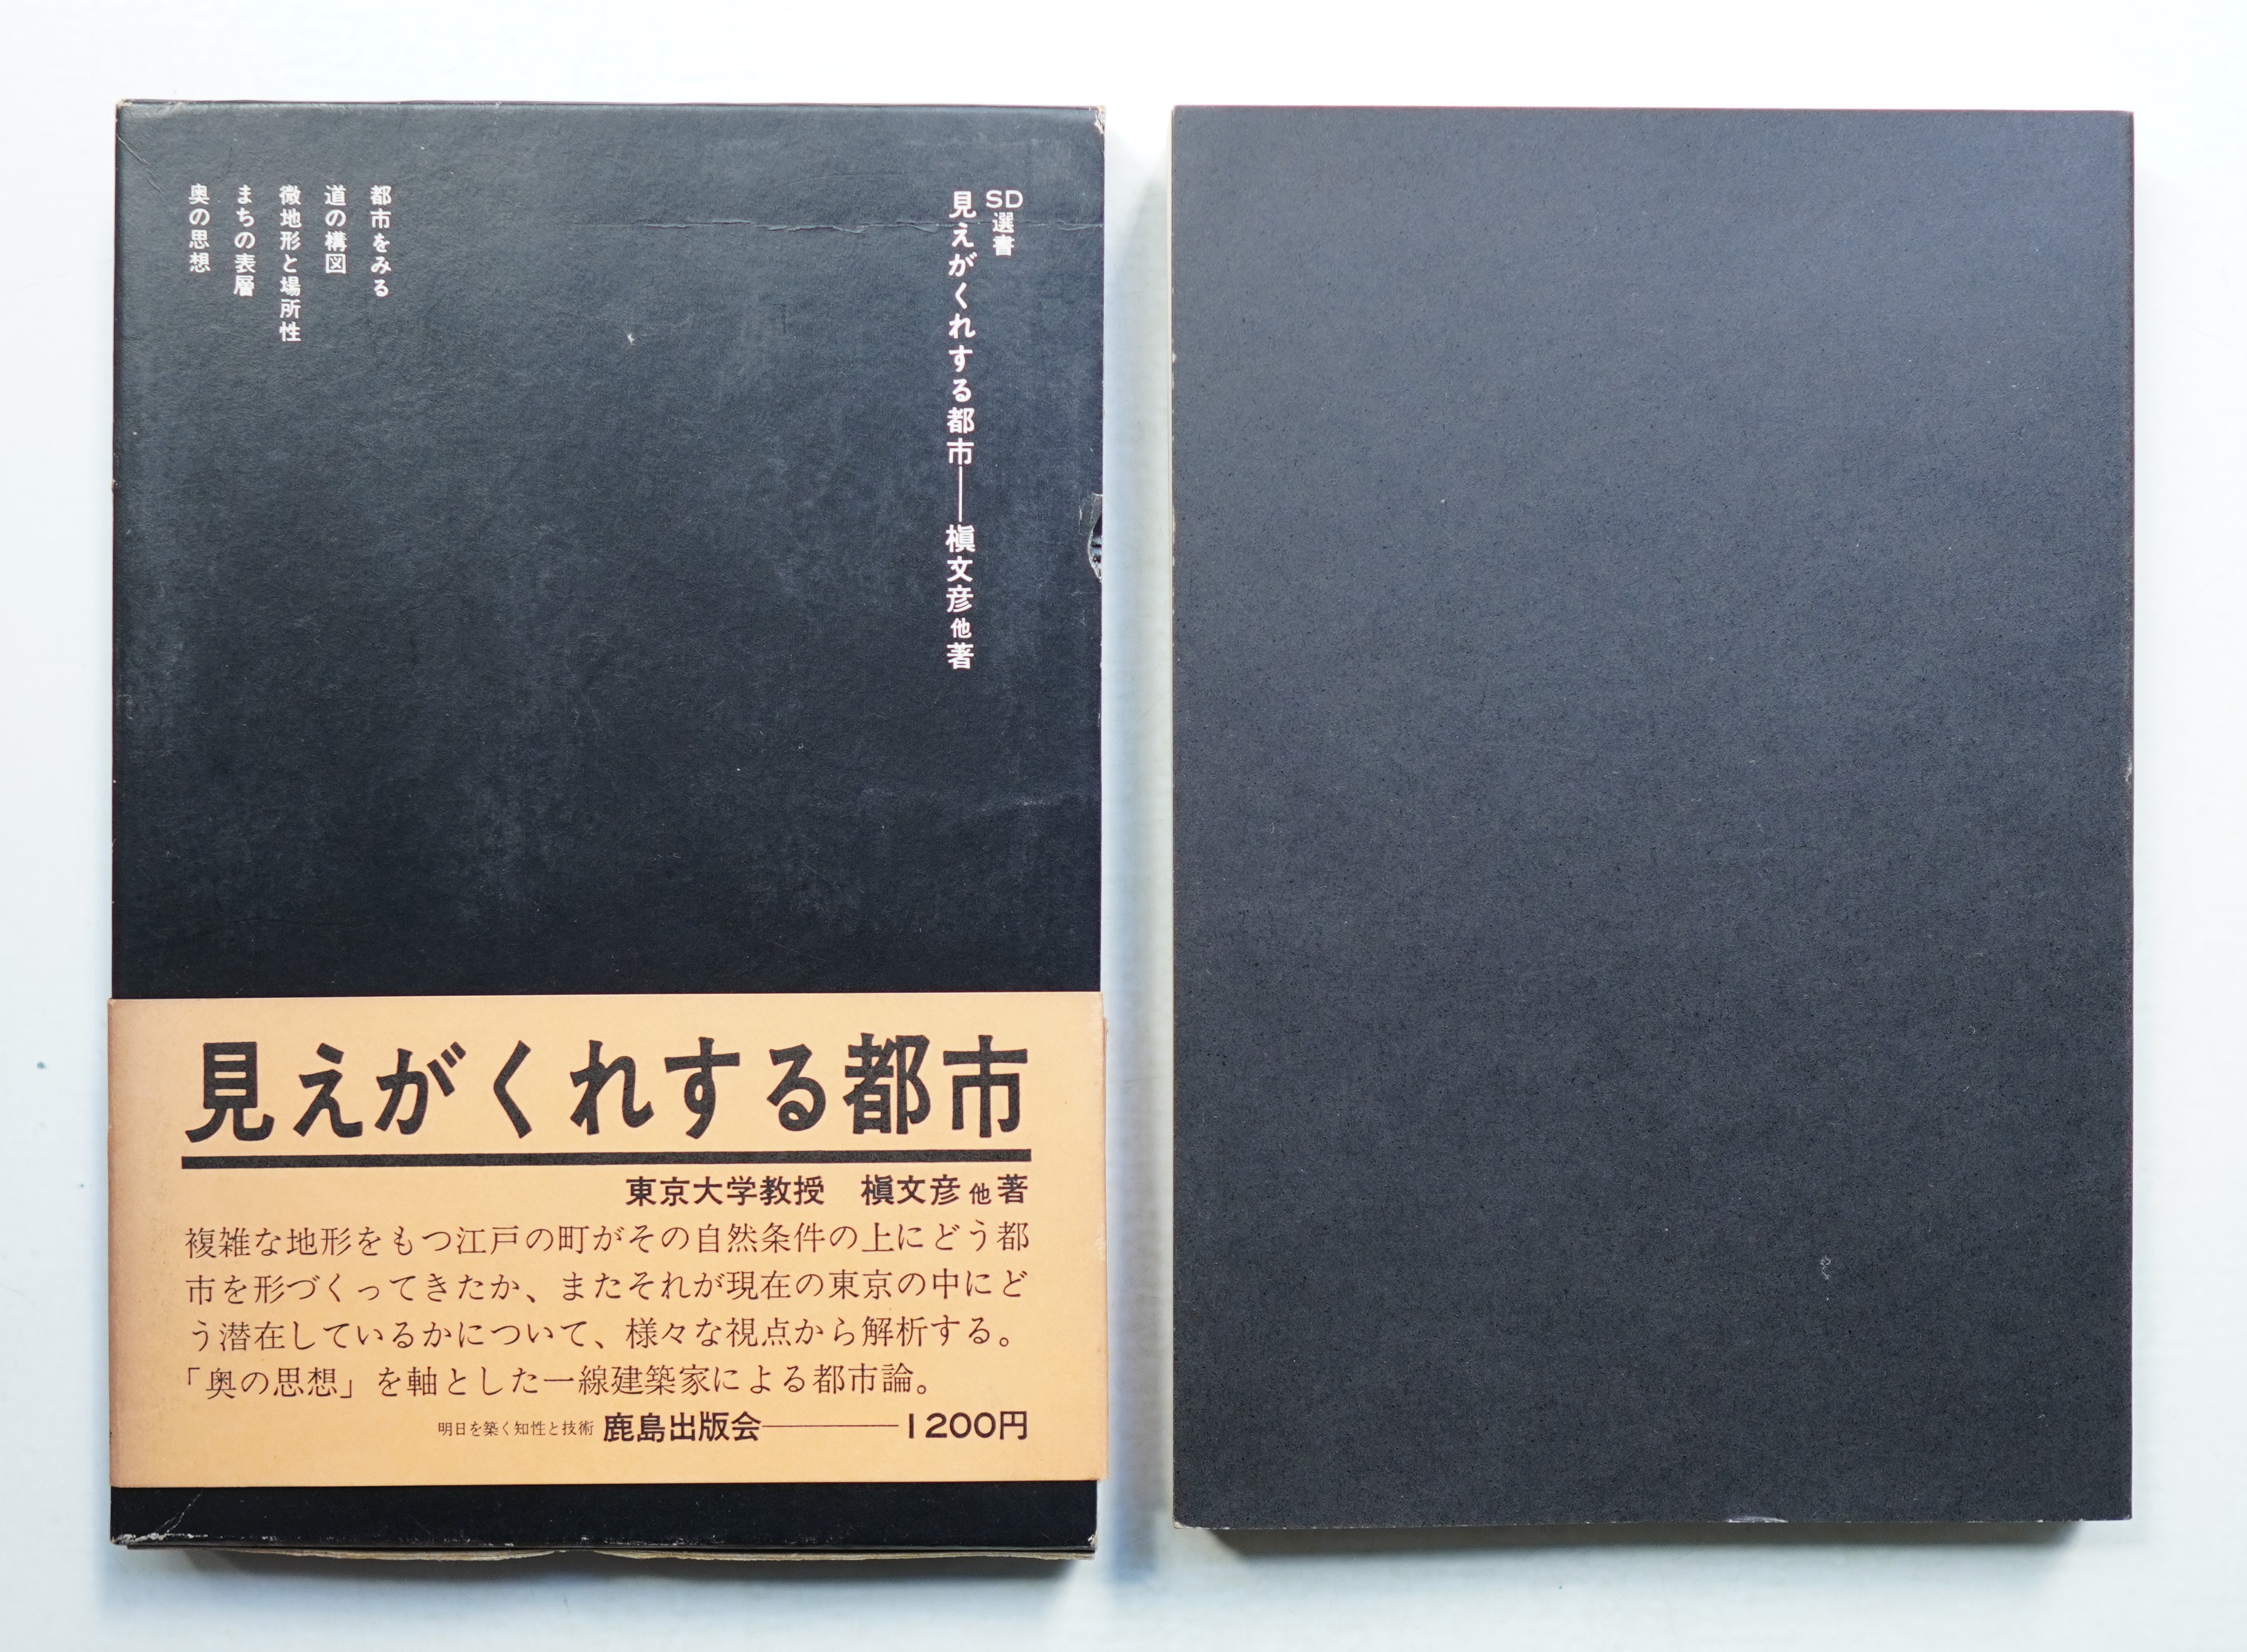 SD選書
見えがくれする都市――槇文彦他著
都市をみる
道の構図
微地形と場所性
まちの表層
奥の思想
見えがくれする都市
東京大学教授　槇文彦他著
複雑な地形をもつ江戸の町がその自然条件の上にどう都
市を形づくってきたか、またそれが現在の東京の中にど
う潜在しているかについて、様々な視点から解析する。
「奥の思想」を軸とした一線建築家による都市論。
明日を築く知性と技術 鹿島出版会――――1200円